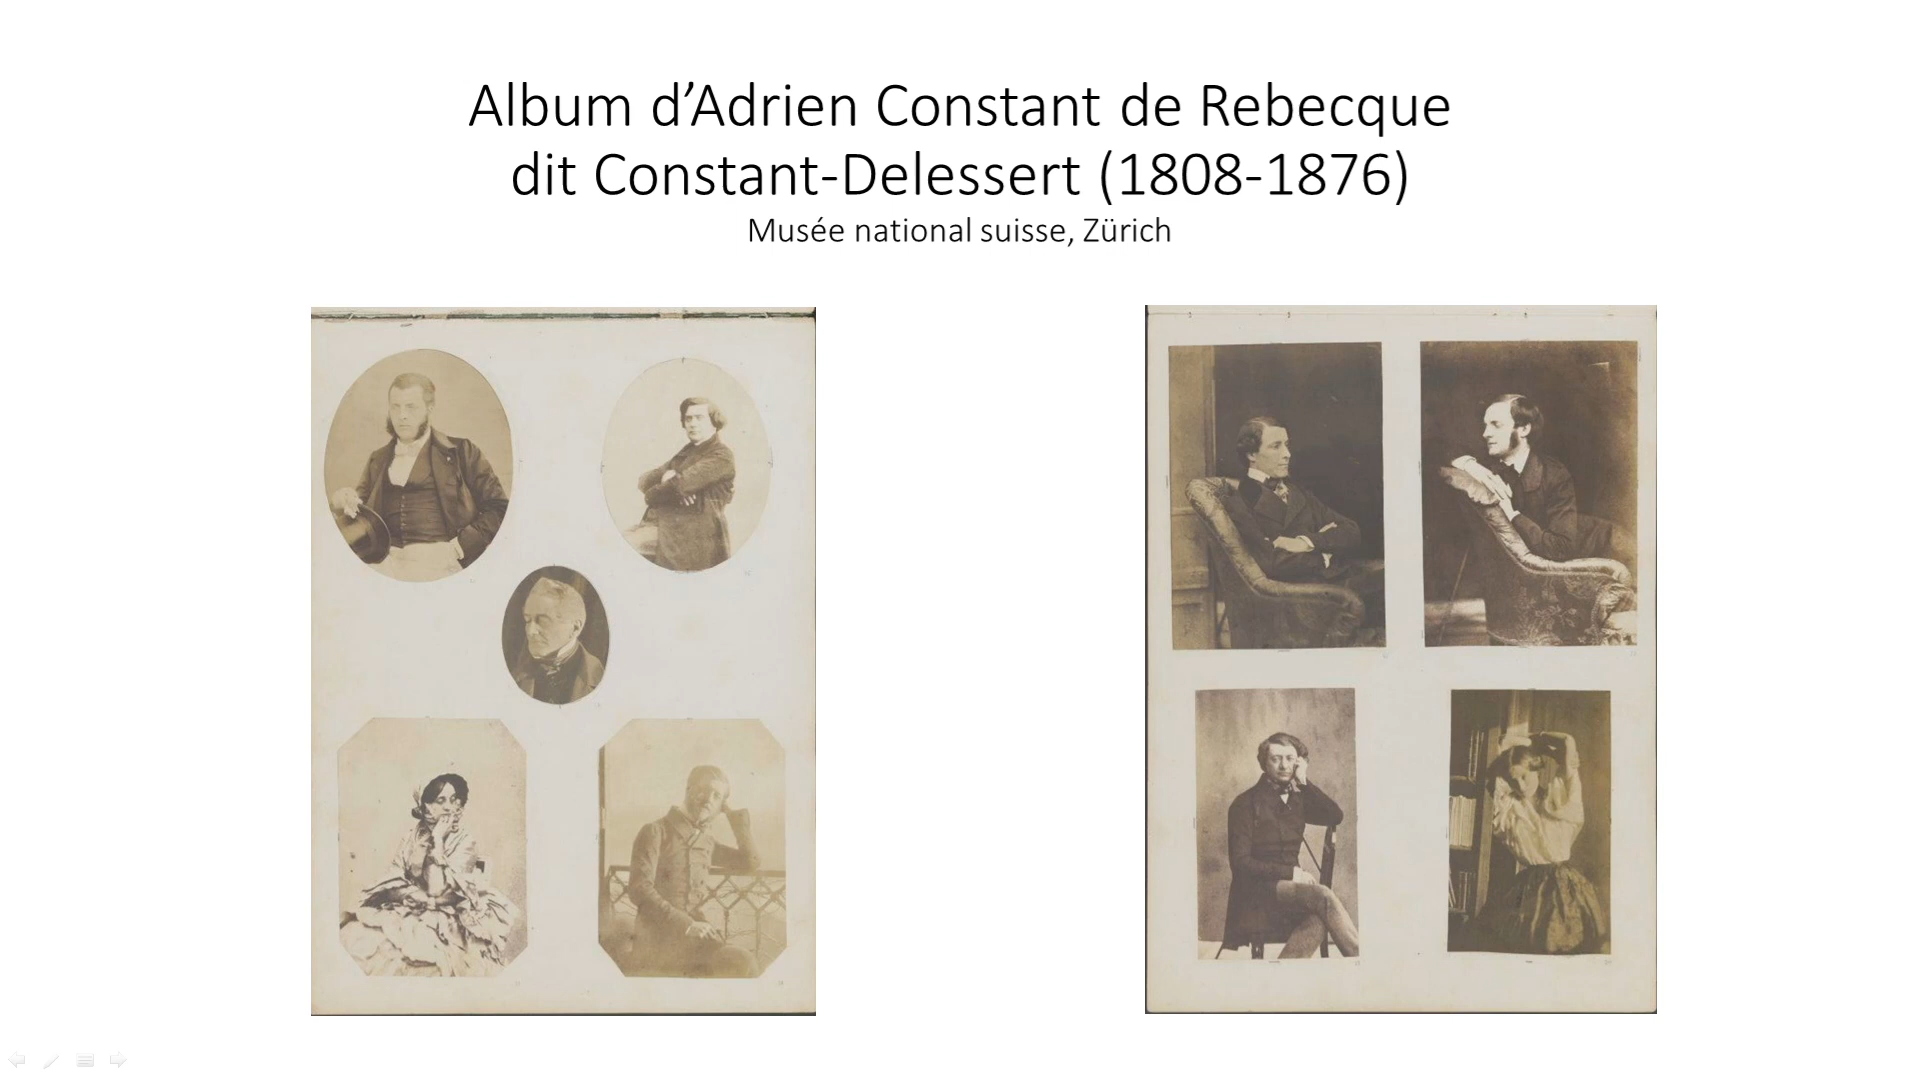 Album d’Adrien Constant de Rebecque
dit Constant-Delessert (1808-1876)
Musée national suisse, Zürich